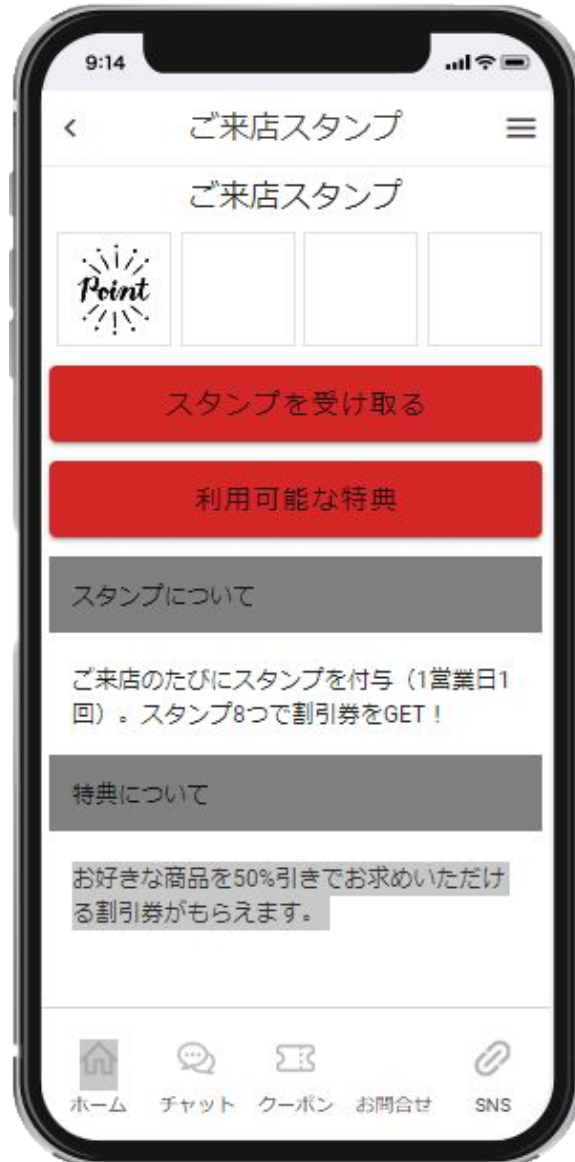 9:14
ご来店スタンプ
ご来店スタンプ
Point
スタンプを受け取る
利用可能な特典
スタンプについて
ご来店のたびにスタンプを付与（1営業日1
回）。スタンプ8つで割引券をGET！
特典について
お好きな商品を50%引きでお求めいただけ
る割引券がもらえます。
ホーム チャット クーポン お問合せ SNS